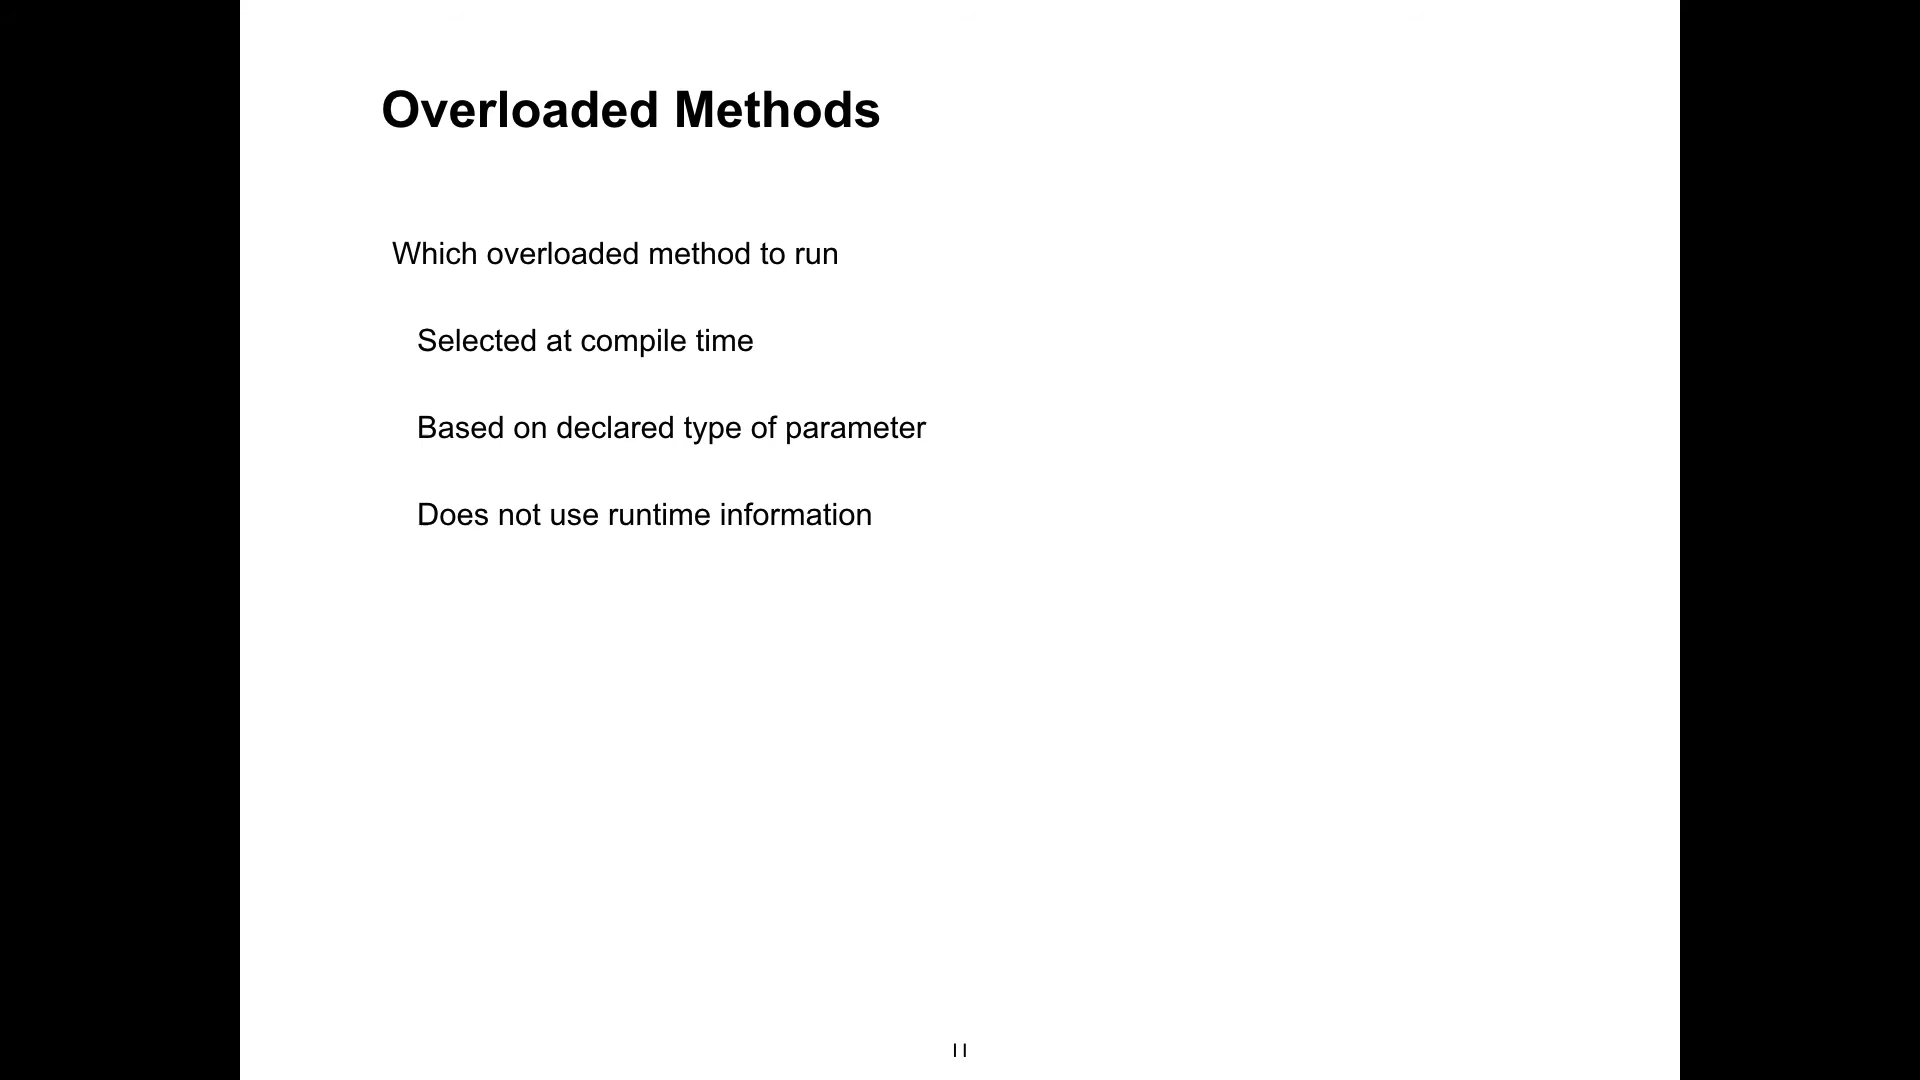 Overloaded Methods
Which overloaded method to run
Selected at compile time
Based on declared type of parameter
Does not use runtime information
11